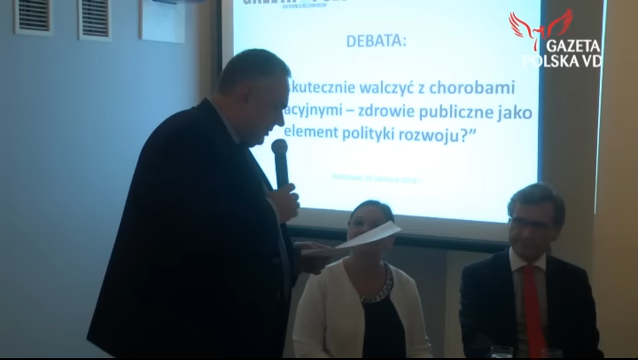 GAZETA
POLSKA VD
DEBATA:
skutecznie walczyć z chorobami
acyjnymi – zdrowie publiczne jako
element polityki rozwoju?”